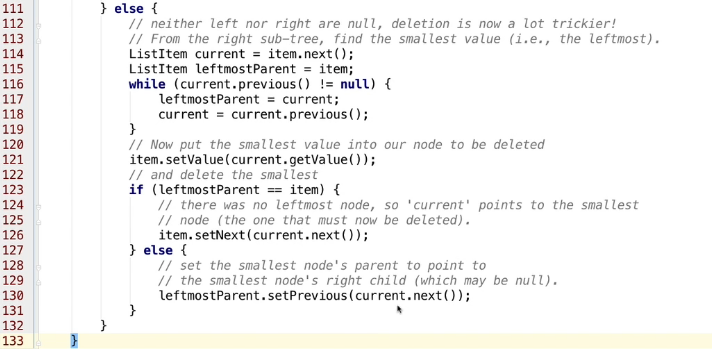 111 } else {
112 // neither left nor right are null, deletion is now a lot trickier!
113 // From the right sub-tree, find the smallest value (i.e., the leftmost).
114 ListItem current = item.next();
115 ListItem leftmostParent = item;
116 while (current.previous() != null) {
117 leftmostParent = current;
118 current = current.previous();
119 }
120 // Now put the smallest value into our node to be deleted
121 item.setValue(current.getValue());
122 // and delete the smallest
123 if (leftmostParent == item) {
124 // there was no leftmost node, so 'current' points to the smallest
125 // node (the one that must now be deleted).
126 item.setNext(current.next());
127 } else {
128 // set the smallest node's parent to point to
129 // the smallest node's right child (which may be null).
130 leftmostParent.setPrevious(current.next());
131 }
132 }
133 }